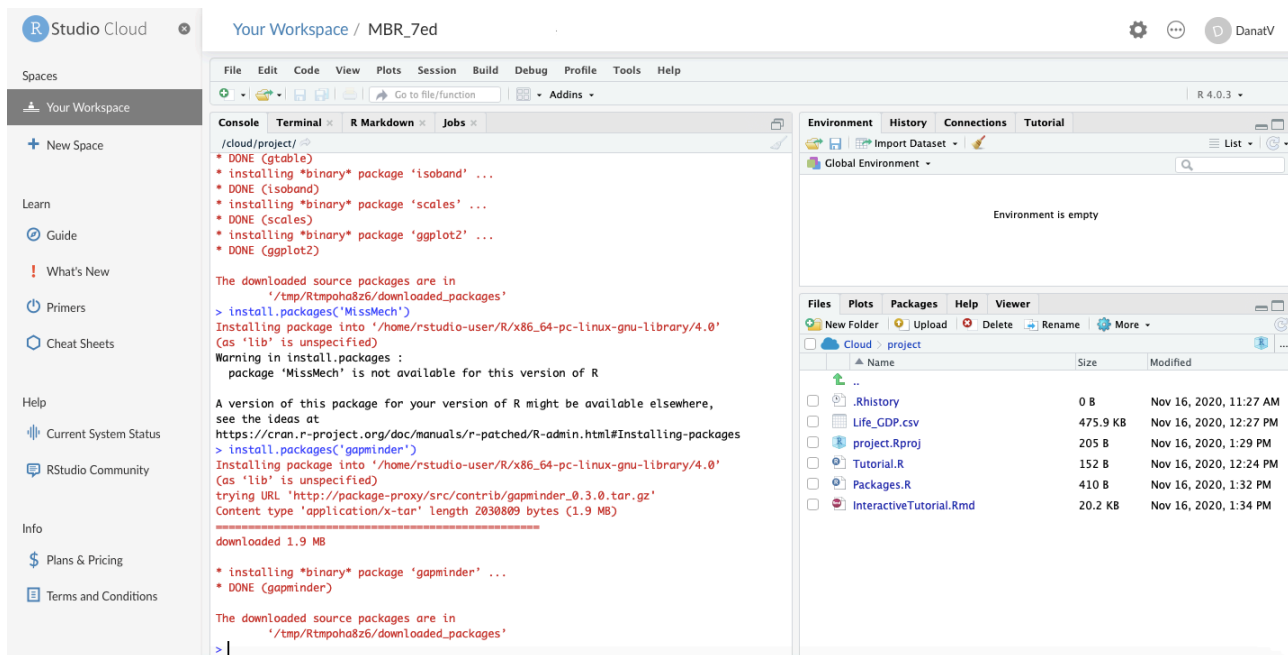 R Studio Cloud
Your Workspace / MBR_7ed
D DanatV
Spaces
Your Workspace
New Space
Learn
Guide
What's New
Primers
Cheat Sheets
Help
Current System Status
RStudio Community
Info
Plans & Pricing
Terms and Conditions
File Edit Code View Plots Session Build Debug Profile Tools Help
Go to file/function Addins R 4.0.3
Console Terminal R Markdown Jobs
/cloud/project/
* DONE (gtable)
* installing *binary* package ‘isoband’ ...
* DONE (isoband)
* installing *binary* package ‘scales’ ...
* DONE (scales)
* installing *binary* package ‘ggplot2’ ...
* DONE (ggplot2)
The downloaded source packages are in
‘/tmp/Rtmpoha8z6/downloaded_packages’
> install.packages('MissMech')
Installing package into ‘/home/rstudio-user/R/x86_64-pc-linux-gnu-library/4.0’
(as ‘lib’ is unspecified)
Warning in install.packages :
package ‘MissMech’ is not available for this version of R
A version of this package for your version of R might be available elsewhere,
see the ideas at
https://cran.r-project.org/doc/manuals/r-patched/R-admin.html#Installing-packages
> install.packages('gapminder')
Installing package into ‘/home/rstudio-user/R/x86_64-pc-linux-gnu-library/4.0’
(as ‘lib’ is unspecified)
trying URL 'http://package-proxy/src/contrib/gapminder_0.3.0.tar.gz'
Content type 'application/x-tar' length 2030809 bytes (1.9 MB)
==================================================
downloaded 1.9 MB
* installing *binary* package ‘gapminder’ ...
* DONE (gapminder)
The downloaded source packages are in
‘/tmp/Rtmpoha8z6/downloaded_packages’
>
Environment History Connections Tutorial
Import Dataset List
Global Environment
Environment is empty
Files Plots Packages Help Viewer
New Folder Upload Delete Rename More
Cloud > project R ...
Name Size Modified
..
.Rhistory 0 B Nov 16, 2020, 11:27 AM
Life_GDP.csv 475.9 KB Nov 16, 2020, 12:27 PM
project.Rproj 205 B Nov 16, 2020, 1:29 PM
Tutorial.R 152 B Nov 16, 2020, 12:24 PM
Packages.R 410 B Nov 16, 2020, 1:32 PM
InteractiveTutorial.Rmd 20.2 KB Nov 16, 2020, 1:34 PM